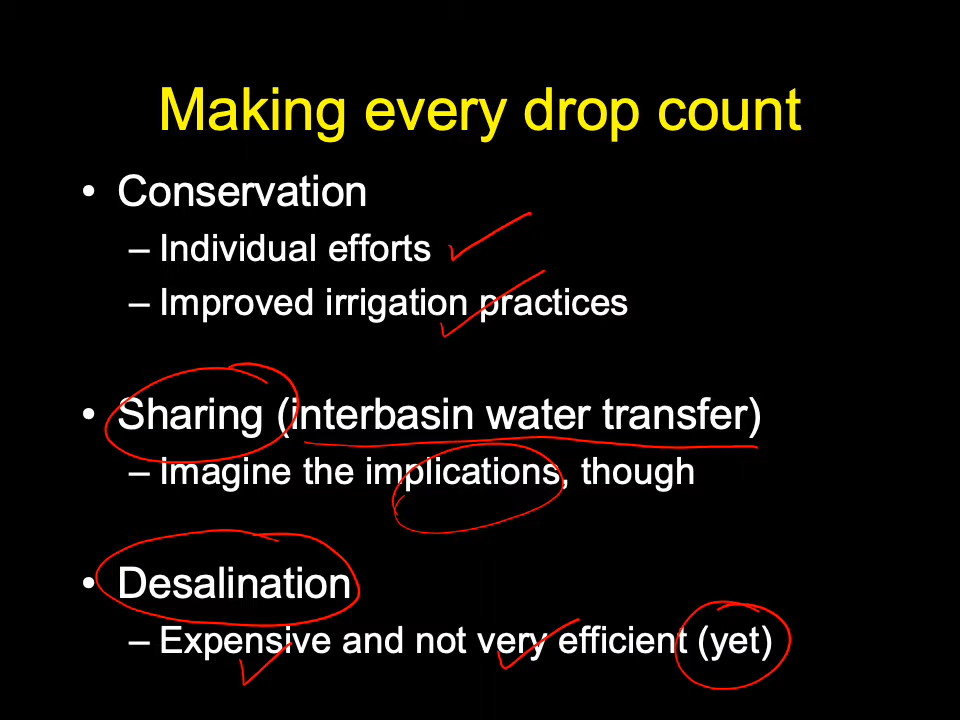 Making every drop count
• Conservation
– Individual efforts
– Improved irrigation practices
• Sharing (interbasin water transfer)
– Imagine the implications, though
• Desalination
– Expensive and not very efficient (yet)